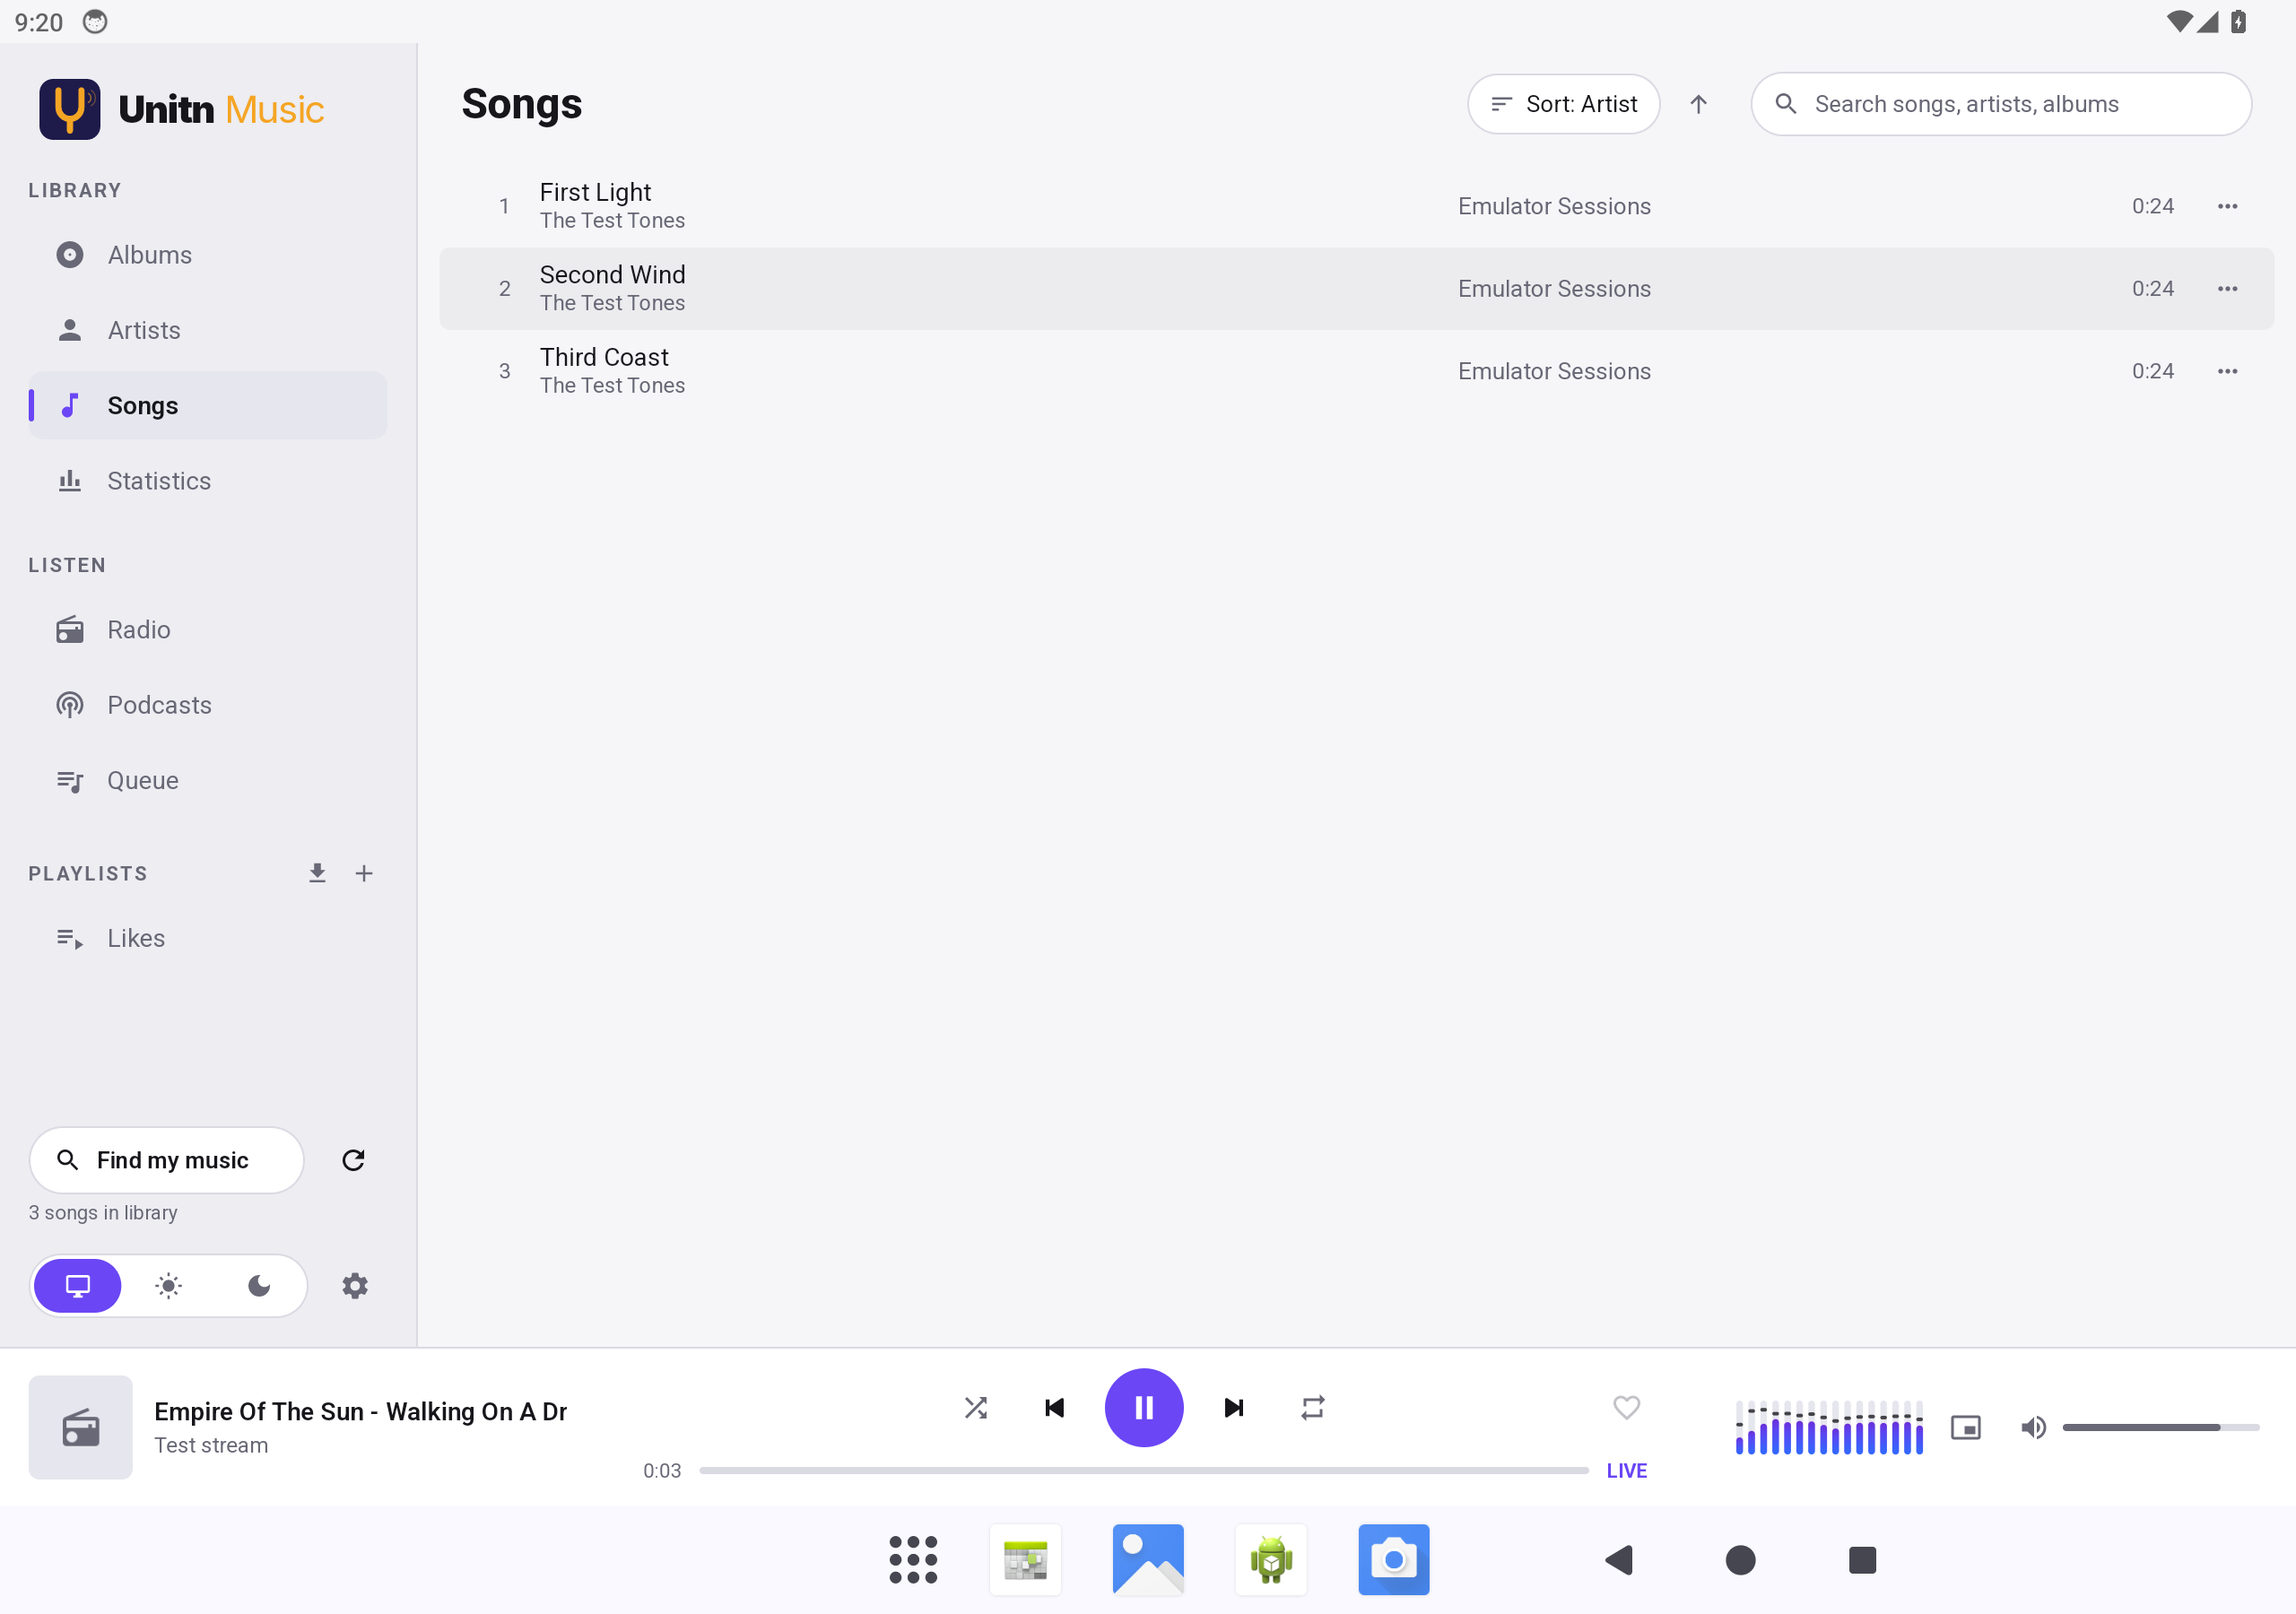 9:20
Unitn Music
LIBRARY
Albums
Artists
Songs
Statistics
LISTEN
Radio
Podcasts
Queue
PLAYLISTS
Likes
Find my music
3 songs in library
Songs
Sort: Artist
Search songs, artists, albums
1 First Light Emulator Sessions 0:24
The Test Tones
2 Second Wind Emulator Sessions 0:24
The Test Tones
3 Third Coast Emulator Sessions 0:24
The Test Tones
Empire Of The Sun - Walking On A Dr
Test stream
0:03 LIVE